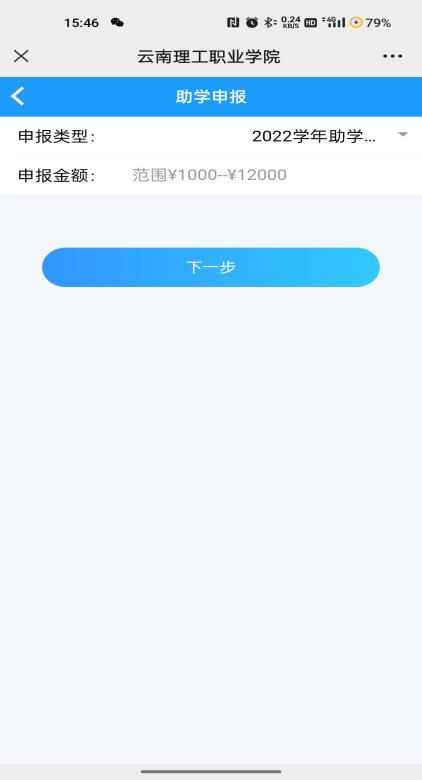 15:46
0.24 KB/S HD 4G 79%
云南理工职业学院
助学申报
申报类型: 2022学年助学...
申报金额: 范围¥1000--¥12000
下一步